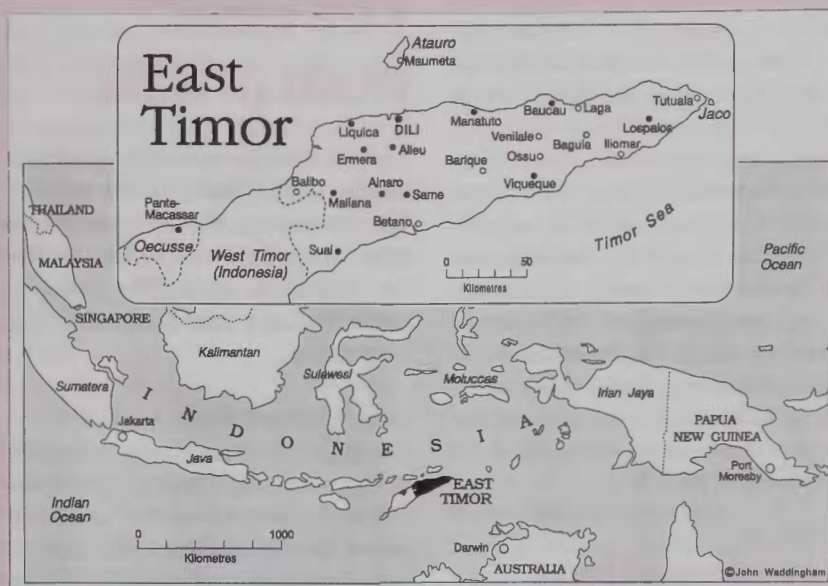 East
Timor
Atauro
Maumeta
Liquica
DILI
Manatuto
Baucau
Laga
Tutuala
Jaco
Lospalos
Ermera
Aileu
Venilale
Baguia
Iliomar
Ossu
Barique
Viqueque
Balibo
Maliana
Ainaro
Same
Betano
Pante-
Macassar
Oecusse
West Timor
(Indonesia)
Suai
Timor Sea
0 50
Kilometres
THAILAND
MALAYSIA
SINGAPORE
Pacific
Ocean
Kalimantan
Sumatera
Sulawesi
Moluccas
Irian Jaya
PAPUA
NEW GUINEA
Port
Moresby
INDONESIA
Jakarta
Java
EAST
TIMOR
Indian
Ocean
0 1000
Kilometres
Darwin
AUSTRALIA
©John Waddingham